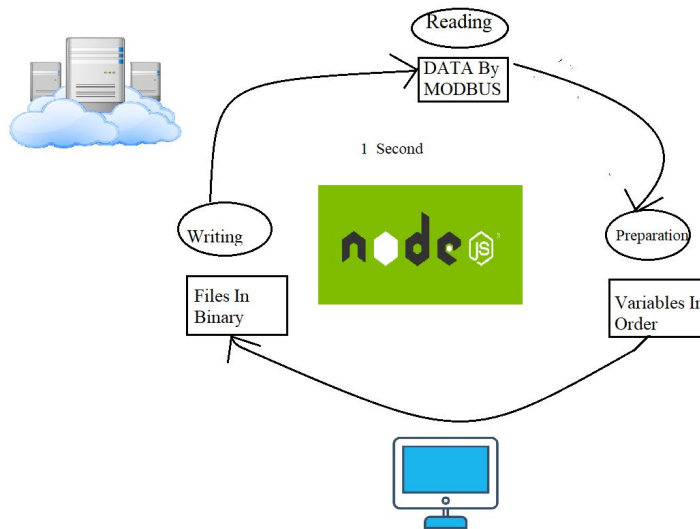 Reading
DATA By
MODBUS
1 Second
node
JS
Writing
Preparation
Files In
Binary
Variables In
Order